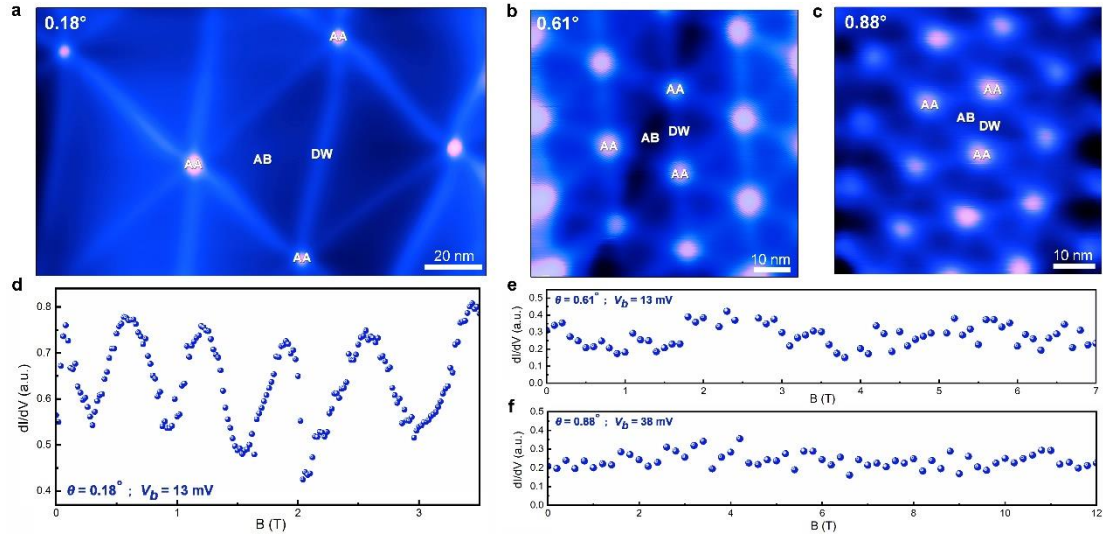 a
0.18°
AA
AA
AB
DW
AA
20 nm
b
0.61°
AA
AB
DW
AA
AA
10 nm
c
0.88°
AA
AA
AB
DW
AA
10 nm
d
0.8
0.7
0.6
0.5
0.4
dI/dV (a.u.)
θ = 0.18° ; Vb = 13 mV
0 1 2 3
B (T)
e
θ = 0.61° ; Vb = 13 mV
0.5
0.4
0.3
0.2
0.1
0.0
dI/dV (a.u.)
0 1 2 3 4 5 6 7
B (T)
f
θ = 0.88° ; Vb = 38 mV
0.5
0.4
0.3
0.2
0.1
0.0
dI/dV (a.u.)
0 2 4 6 8 10 12
B (T)